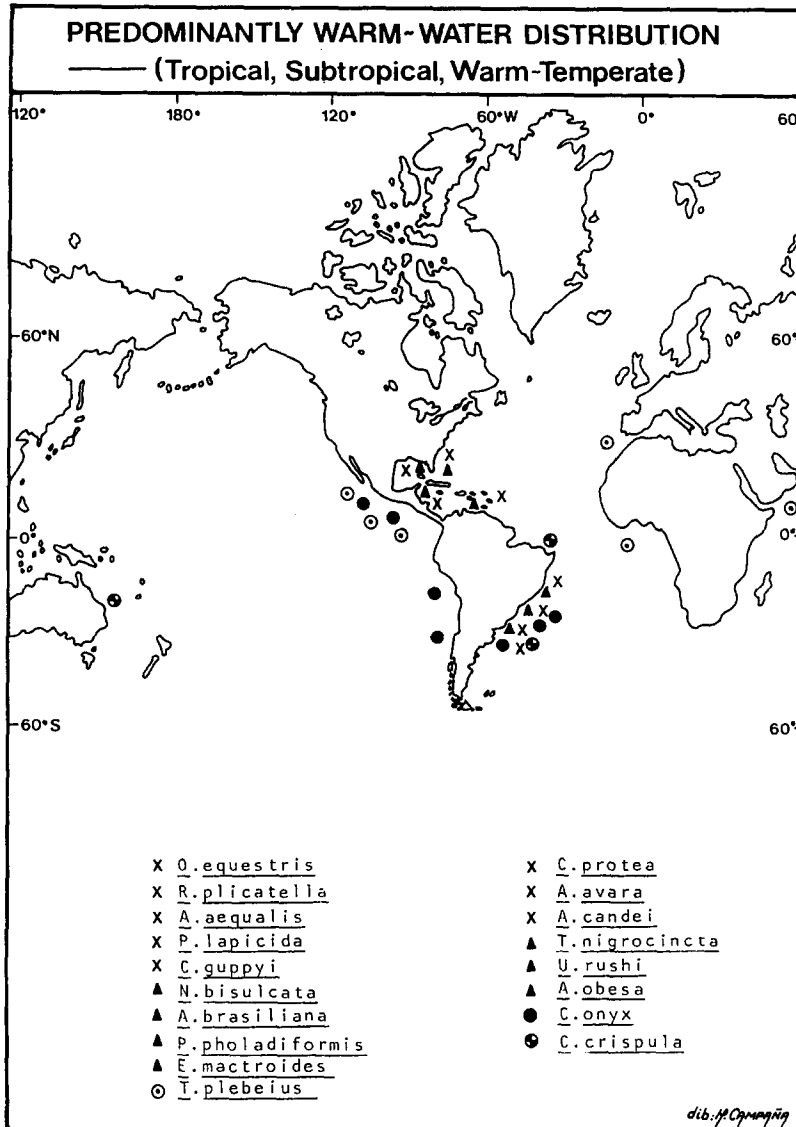 PREDOMINANTLY WARM-WATER DISTRIBUTION
(Tropical, Subtropical, Warm-Temperate)
120° 180° 120° 60°W 0° 60
60°N 60°
0° 0°
60°S 60°
X O.equestris
X R.plicatella
X A.aequalis
X P.lapicida
X C.guppyi
▲ N.bisulcata
▲ A.brasiliana
▲ P.pholadiformis
▲ E.mactroides
☉ T.plebeius
X C.protea
X A.avara
X A.candei
▲ T.nigrocincta
▲ U.rushi
▲ A.obesa
● C.onyx
C.crispula
dib:M.CAMPAÑA